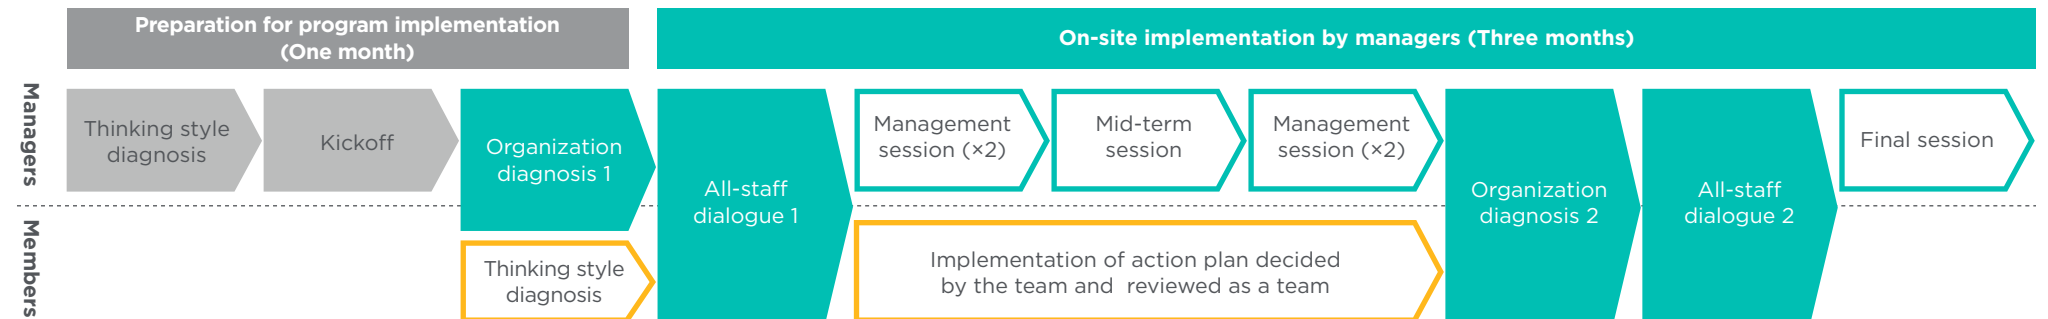 Preparation for program implementation
(One month)
On-site implementation by managers (Three months)
Managers
Thinking style
diagnosis
Kickoff
Organization
diagnosis 1
All-staff
dialogue 1
Management
session (×2)
Mid-term
session
Management
session (×2)
Organization
diagnosis 2
All-staff
dialogue 2
Final session
Members
Thinking style
diagnosis
Implementation of action plan decided
by the team and reviewed as a team